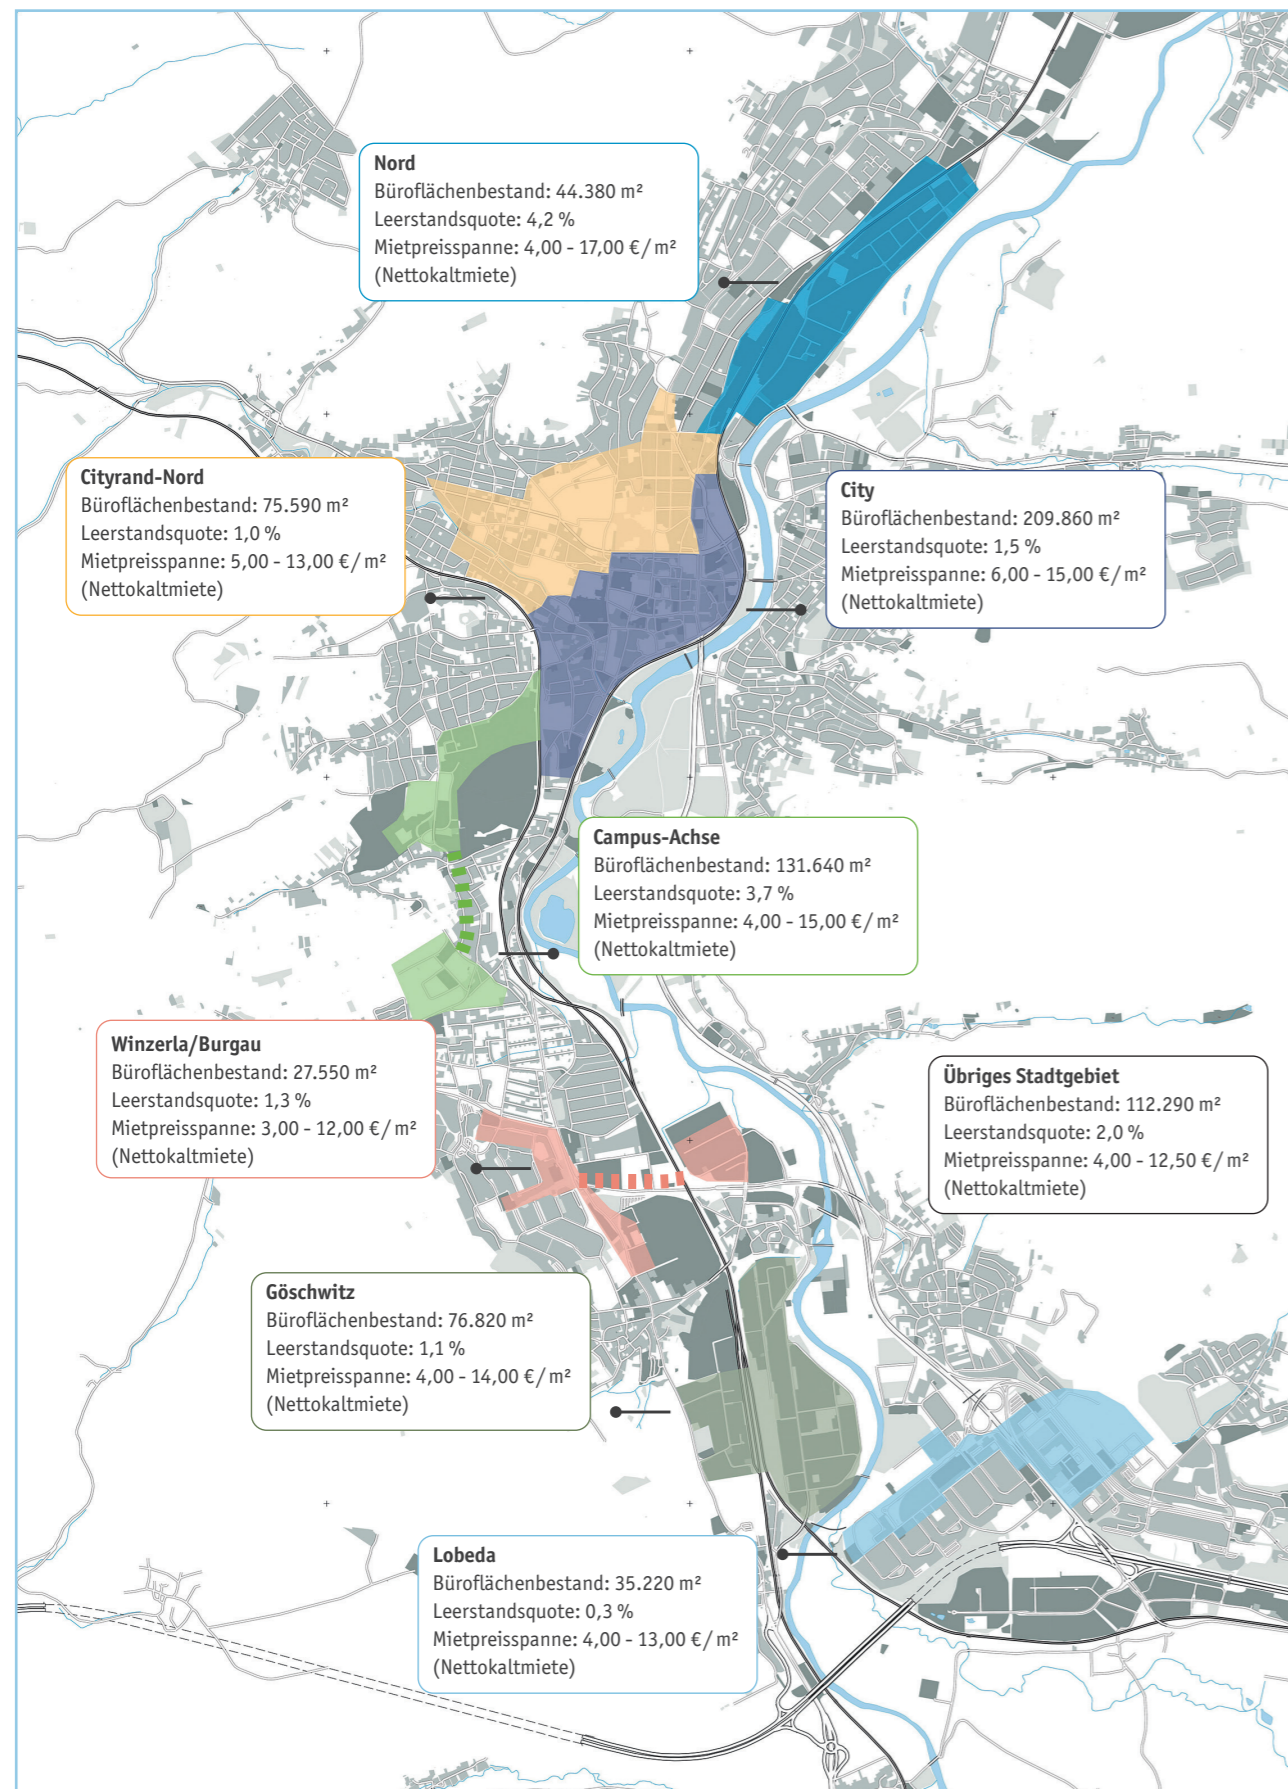 Nord
Büroflächenbestand: 44.380 m²
Leerstandsquote: 4,2 %
Mietpreisspanne: 4,00 - 17,00 €/ m²
(Nettokaltmiete)
Cityrand-Nord
Büroflächenbestand: 75.590 m²
Leerstandsquote: 1,0 %
Mietpreisspanne: 5,00 - 13,00 €/ m²
(Nettokaltmiete)
City
Büroflächenbestand: 209.860 m²
Leerstandsquote: 1,5 %
Mietpreisspanne: 6,00 - 15,00 €/ m²
(Nettokaltmiete)
Campus-Achse
Büroflächenbestand: 131.640 m²
Leerstandsquote: 3,7 %
Mietpreisspanne: 4,00 - 15,00 €/ m²
(Nettokaltmiete)
Winzerla/Burgau
Büroflächenbestand: 27.550 m²
Leerstandsquote: 1,3 %
Mietpreisspanne: 3,00 - 12,00 €/ m²
(Nettokaltmiete)
Übriges Stadtgebiet
Büroflächenbestand: 112.290 m²
Leerstandsquote: 2,0 %
Mietpreisspanne: 4,00 - 12,50 €/ m²
(Nettokaltmiete)
Göschwitz
Büroflächenbestand: 76.820 m²
Leerstandsquote: 1,1 %
Mietpreisspanne: 4,00 - 14,00 €/ m²
(Nettokaltmiete)
Lobeda
Büroflächenbestand: 35.220 m²
Leerstandsquote: 0,3 %
Mietpreisspanne: 4,00 - 13,00 €/ m²
(Nettokaltmiete)